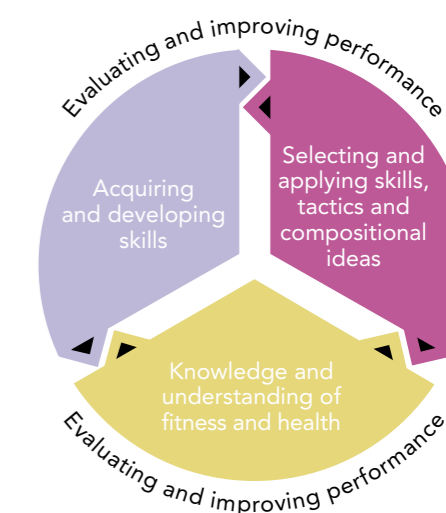 Evaluating and improving performance
Acquiring
and developing
skills
Selecting and
applying skills,
tactics and
compositional
ideas
Knowledge and
understanding of
fitness and health
Evaluating and improving performance